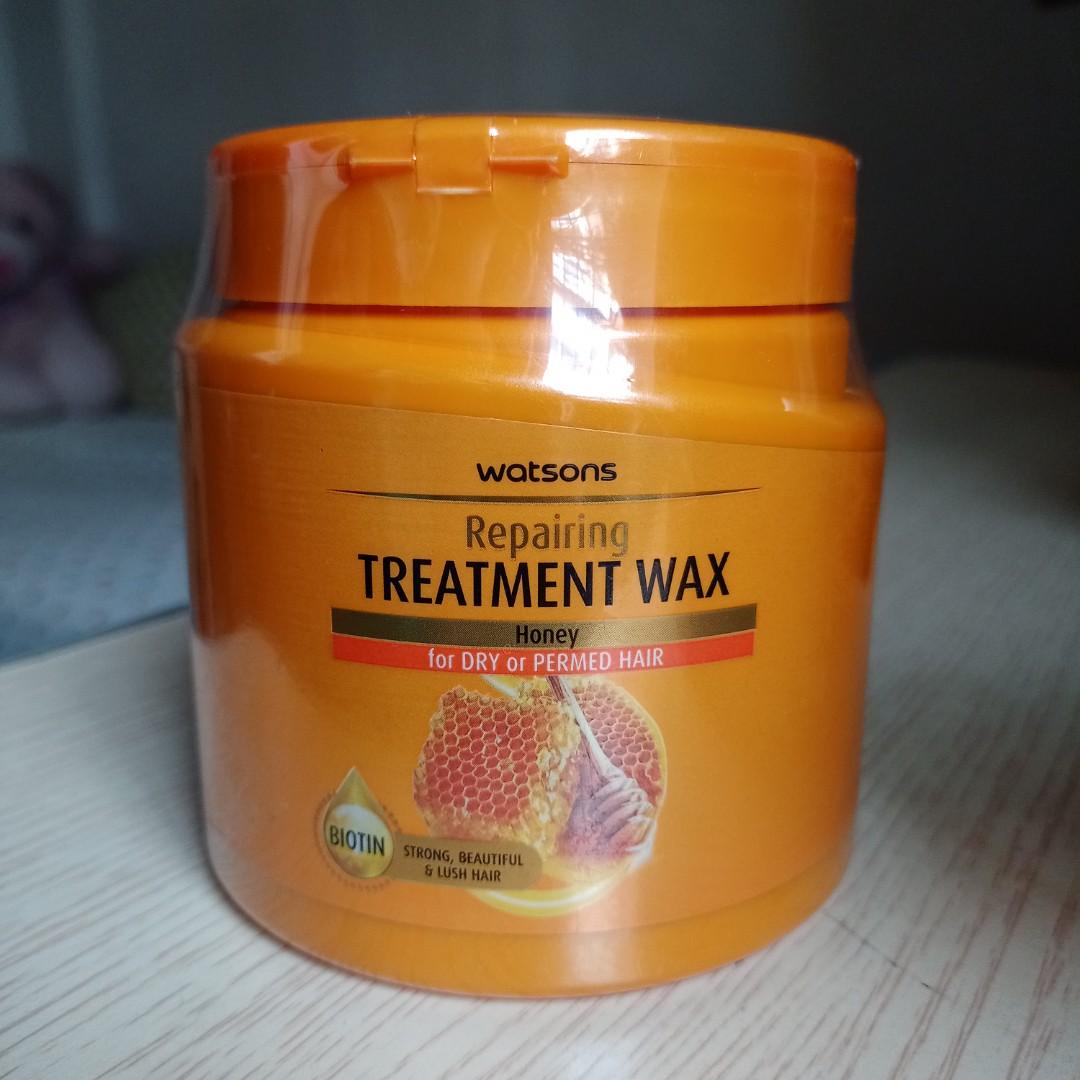 watsons
Repairing
TREATMENT WAX
Honey
for DRY or PERMED HAIR
BIOTIN
STRONG, BEAUTIFUL
& LUSH HAIR